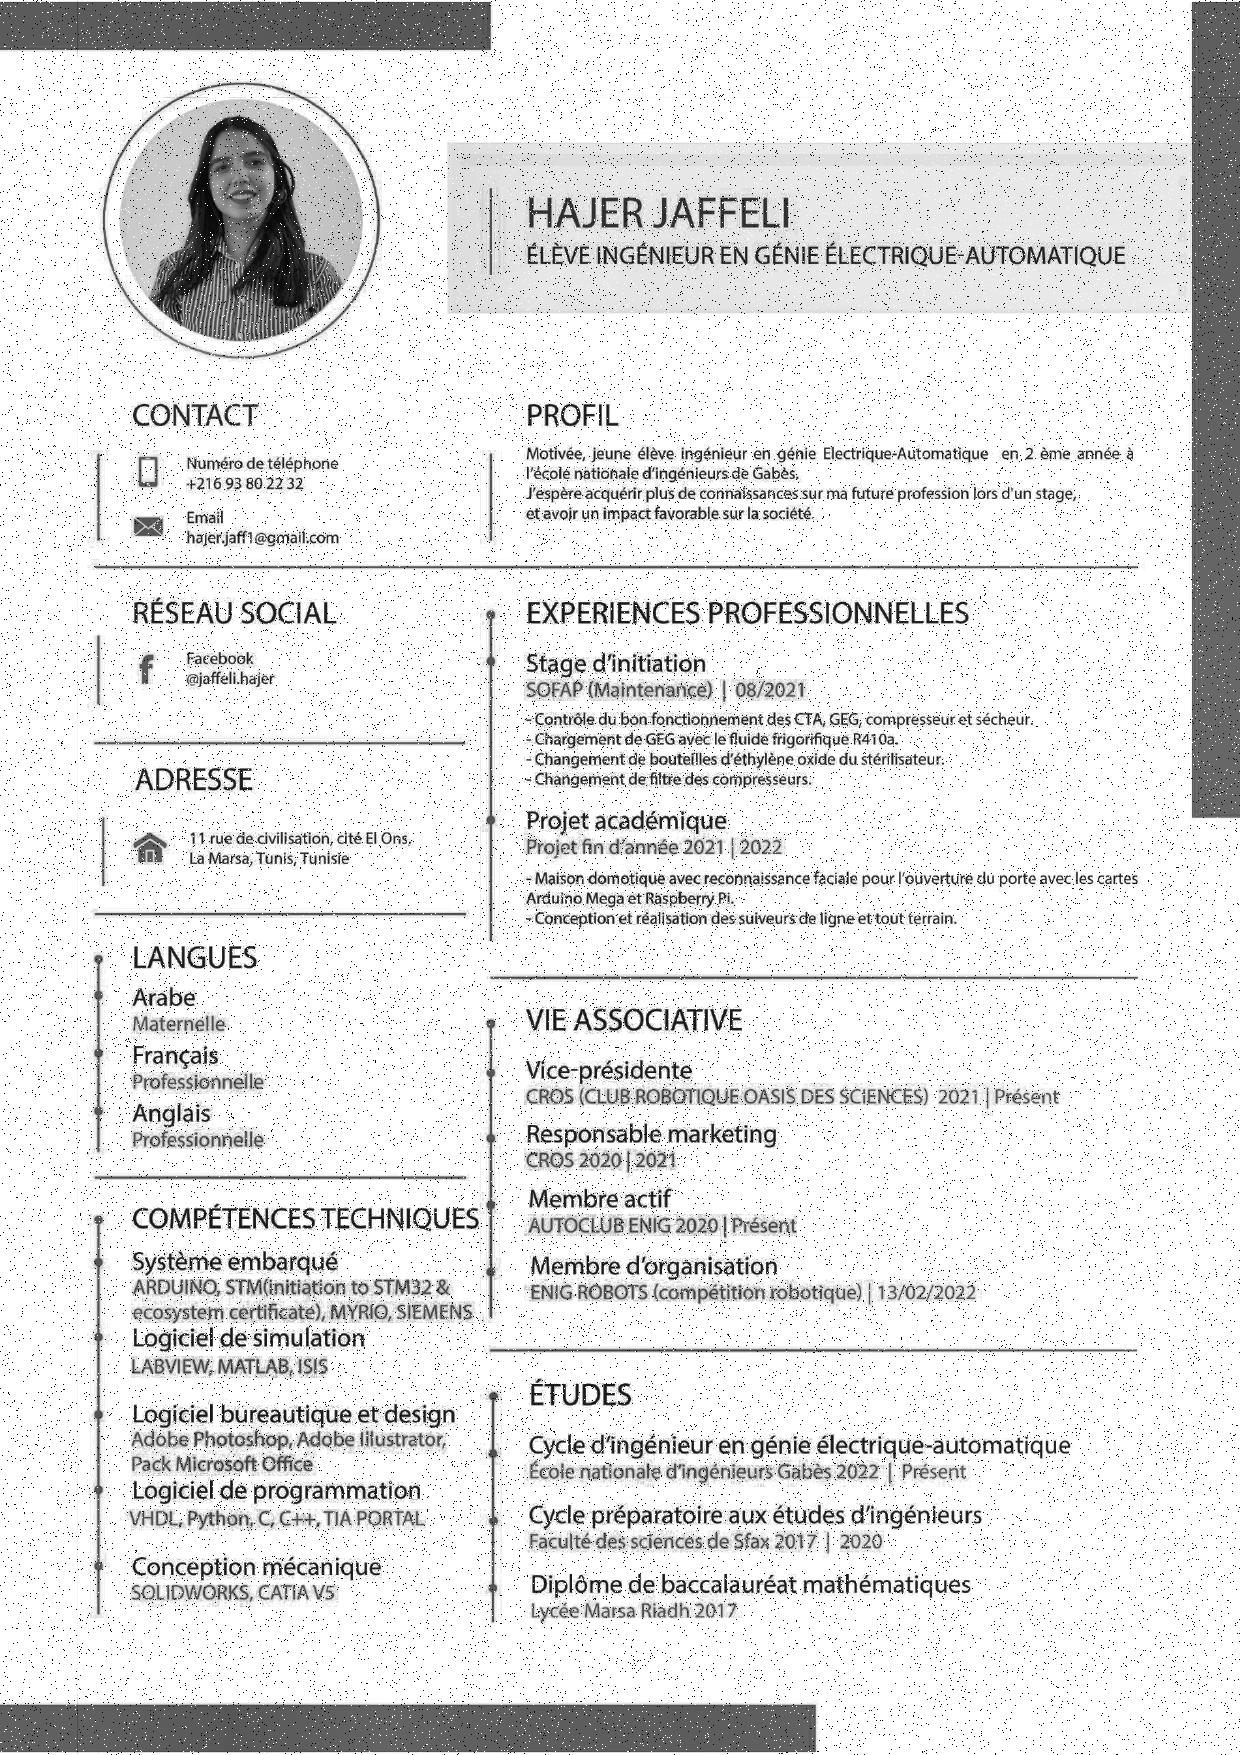 HAJER JAFFELI
ÉLÈVE INGÉNIEUR EN GÉNIE ÉLECTRIQUE-AUTOMATIQUE
CONTACT
Numéro de téléphone
+216 93 80 22 32
Email
hajer.jaff1@gmail.com
PROFIL
Motivée, jeune élève ingénieur en génie Electrique-Automatique en 2 ème année à
l'école nationale d'ingénieurs de Gabès.
J'espère acquérir plus de connaissances sur ma future profession lors d'un stage,
et avoir un impact favorable sur la société.
RÉSEAU SOCIAL
Facebook
@jaffeli.hajer
ADRESSE
11 rue de civilisation, cité El Ons,
La Marsa, Tunis, Tunisie
LANGUES
Arabe
Maternelle
Français
Professionnelle
Anglais
Professionnelle
COMPÉTENCES TECHNIQUES
Système embarqué
ARDUINO, STM(initiation to STM32 &
ecosystem certificate), MYRIO, SIEMENS
Logiciel de simulation
LABVIEW, MATLAB, ISIS
Logiciel bureautique et design
Adobe Photoshop, Adobe Illustrator,
Pack Microsoft Office
Logiciel de programmation
VHDL, Python, C, C++, TIA PORTAL
Conception mécanique
SOLIDWORKS, CATIA V5
EXPERIENCES PROFESSIONNELLES
Stage d'initiation
SOFAP (Maintenance) | 08/2021
- Contrôle du bon fonctionnement des CTA, GEG, compresseur et sécheur.
- Chargement de GEG avec le fluide frigorifique R410a.
- Changement de bouteilles d'éthylène oxide du stérilisateur.
- Changement de filtre des compresseurs.
Projet académique
Projet fin d'année 2021 | 2022
- Maison domotique avec reconnaissance faciale pour l'ouverture du porte avec les cartes
Arduino Mega et Raspberry Pi.
- Conception et réalisation des suiveurs de ligne et tout terrain.
VIE ASSOCIATIVE
Vice-présidente
CROS (CLUB ROBOTIQUE OASIS DES SCIENCES) 2021 | Présent
Responsable marketing
CROS 2020 | 2021
Membre actif
AUTOCLUB ENIG 2020 | Présent
Membre d'organisation
ENIG ROBOTS (compétition robotique) | 13/02/2022
ÉTUDES
Cycle d'ingénieur en génie électrique-automatique
École nationale d'ingénieurs Gabès 2022 | Présent
Cycle préparatoire aux études d'ingénieurs
Faculté des sciences de Sfax 2017 | 2020
Diplôme de baccalauréat mathématiques
Lycée Marsa Riadh 2017